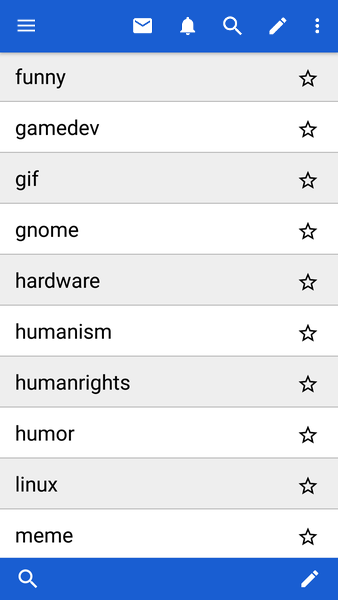 funny
gamedev
gif
gnome
hardware
humanism
humanrights
humor
linux
meme